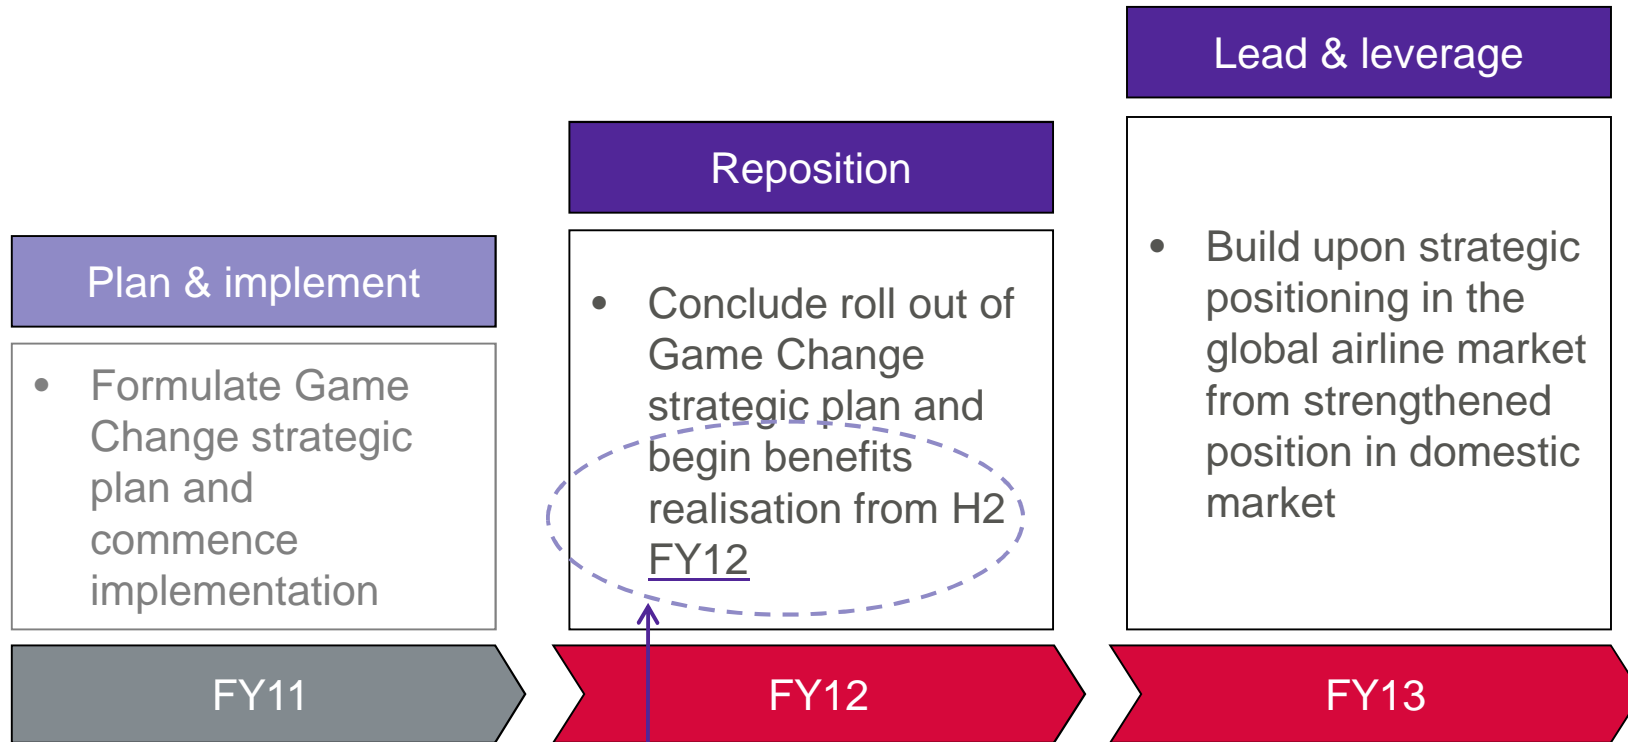 Plan & implement
• Formulate Game
Change strategic
plan and
commence
implementation
FY11
Reposition
• Conclude roll out of
Game Change
strategic plan and
begin benefits
realisation from H2
FY12
FY12
Lead & leverage
• Build upon strategic
positioning in the
global airline market
from strengthened
position in domestic
market
FY13